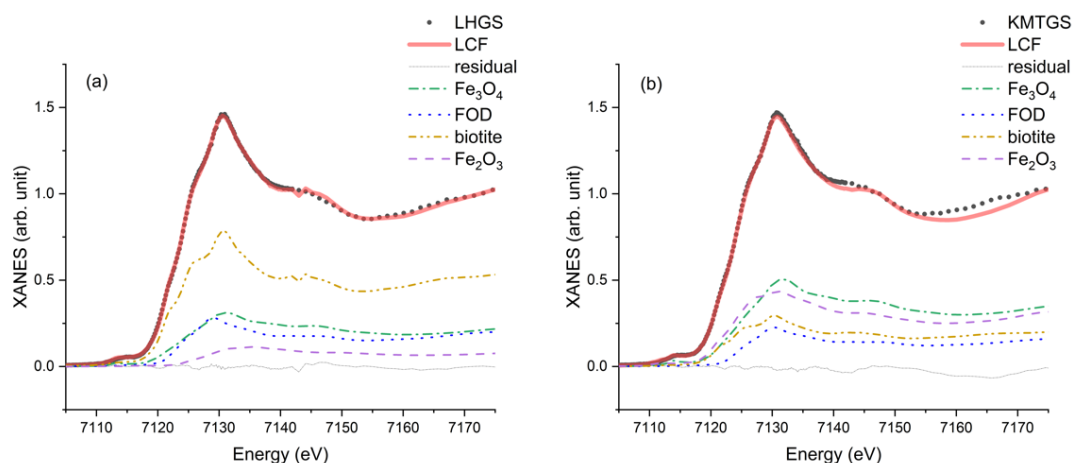 (a)
LHGS
LCF
residual
Fe₃O₄
FOD
biotite
Fe₂O₃
XANES (arb. unit)
1.5
1.0
0.5
0.0
7110 7120 7130 7140 7150 7160 7170
Energy (eV)
(b)
KMTGS
LCF
residual
Fe₃O₄
FOD
biotite
Fe₂O₃
XANES (arb. unit)
1.5
1.0
0.5
0.0
7110 7120 7130 7140 7150 7160 7170
Energy (eV)